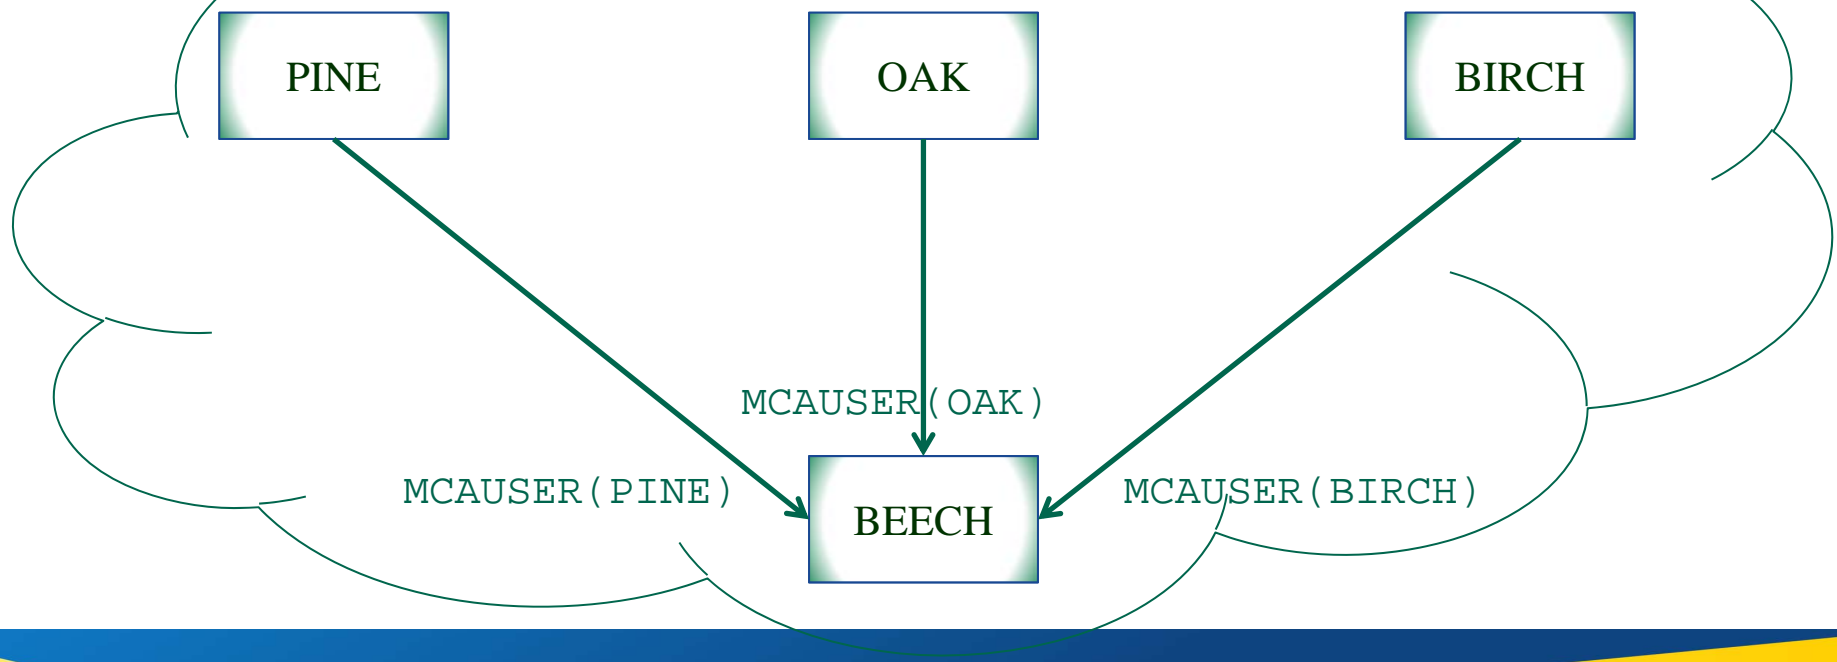 PINE
OAK
BIRCH
MCAUSER(OAK)
MCAUSER(PINE)
MCAUSER(BIRCH)
BEECH